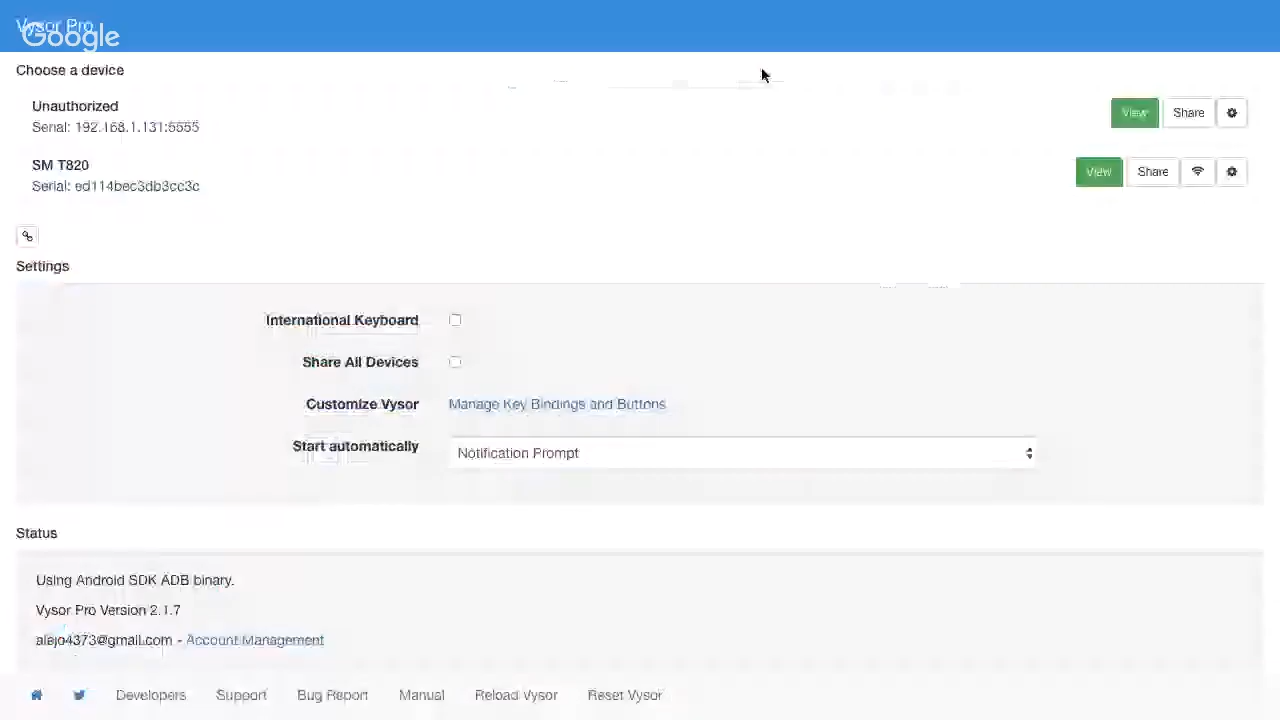 Vysor Pro
Google
Choose a device
Unauthorized
Serial: 192.168.1.131:5555
View Share
SM T820
Serial: ed114bec3db3cc3c
View Share
Settings
International Keyboard
Share All Devices
Customize Vysor Manage Key Bindings and Buttons
Start automatically Notification Prompt
Status
Using Android SDK ADB binary.
Vysor Pro Version 2.1.7
alajo4373@gmail.com - Account Management
Developers Support Bug Report Manual Reload Vysor Reset Vysor